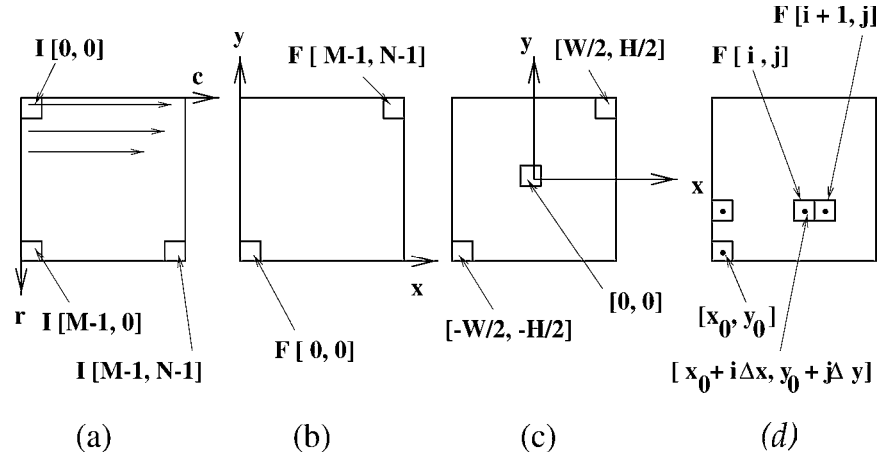 I [0, 0]
c
r
I [M-1, 0]
I [M-1, N-1]
(a)
y
F [ M-1, N-1]
x
F [ 0, 0]
(b)
y
[W/2, H/2]
x
[0, 0]
[-W/2, -H/2]
(c)
F [i + 1, j]
F [ i , j]
[x0, y0 ]
[ x0 + i Δx, y0 + jΔ y]
(d)